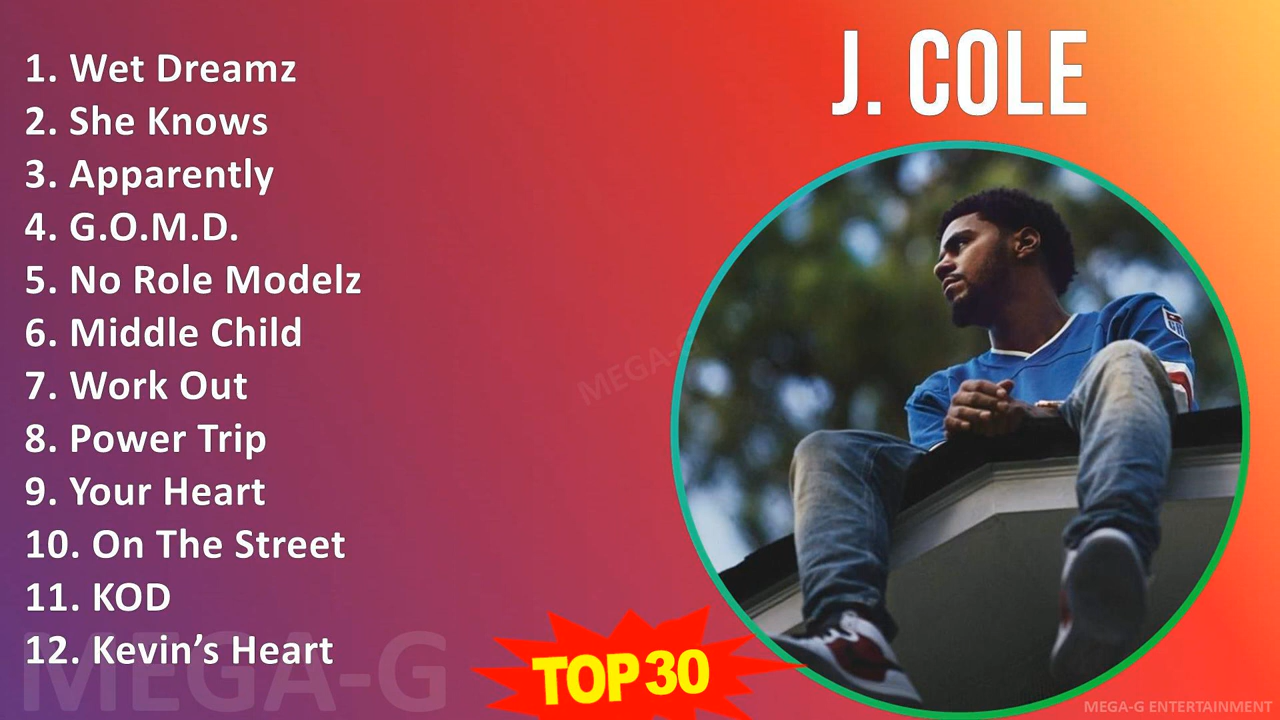 J. COLE
1. Wet Dreamz
2. She Knows
3. Apparently
4. G.O.M.D.
5. No Role Modelz
6. Middle Child
7. Work Out
8. Power Trip
9. Your Heart
10. On The Street
11. KOD
12. Kevin’s Heart
MEGA-G
MEGA-G
TOP 30
MEGA-G ENTERTAINMENT